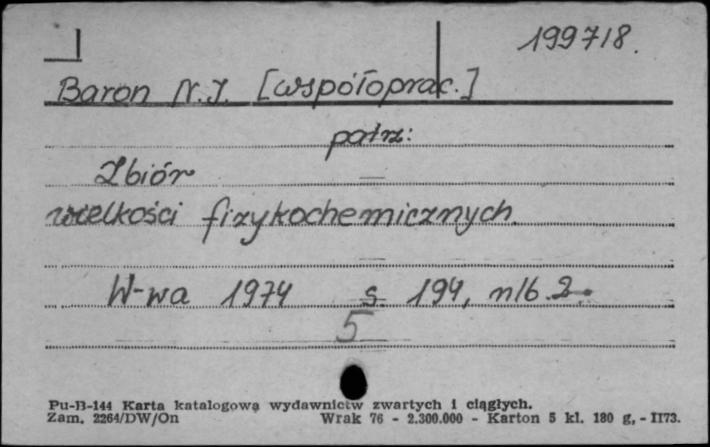 199718.
Baron N.I. [współoprac.]
patrz:
Zbiór
wielkości fizykochemicznych.
W-wa 1974 s. 194, nlb. 2.
5
Pu-B-144 Karta katalogowa wydawnictw zwartych i ciągłych.
Zam. 2264/DW/On Wrak 76 - 2.300.000 - Karton 5 kl. 180 g, - II73.